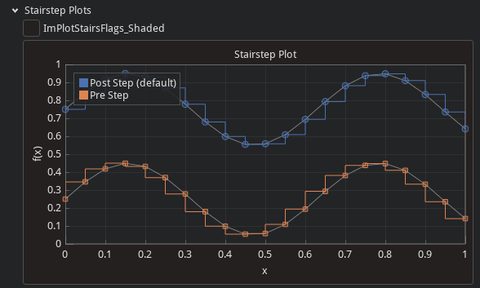 Stairstep Plots
ImPlotStairsFlags_Shaded
Stairstep Plot
1
0.9
0.8
0.7
0.6
0.5
0.4
0.3
0.2
0.1
0
f(x)
Post Step (default)
Pre Step
0 0.1 0.2 0.3 0.4 0.5 0.6 0.7 0.8 0.9 1
x